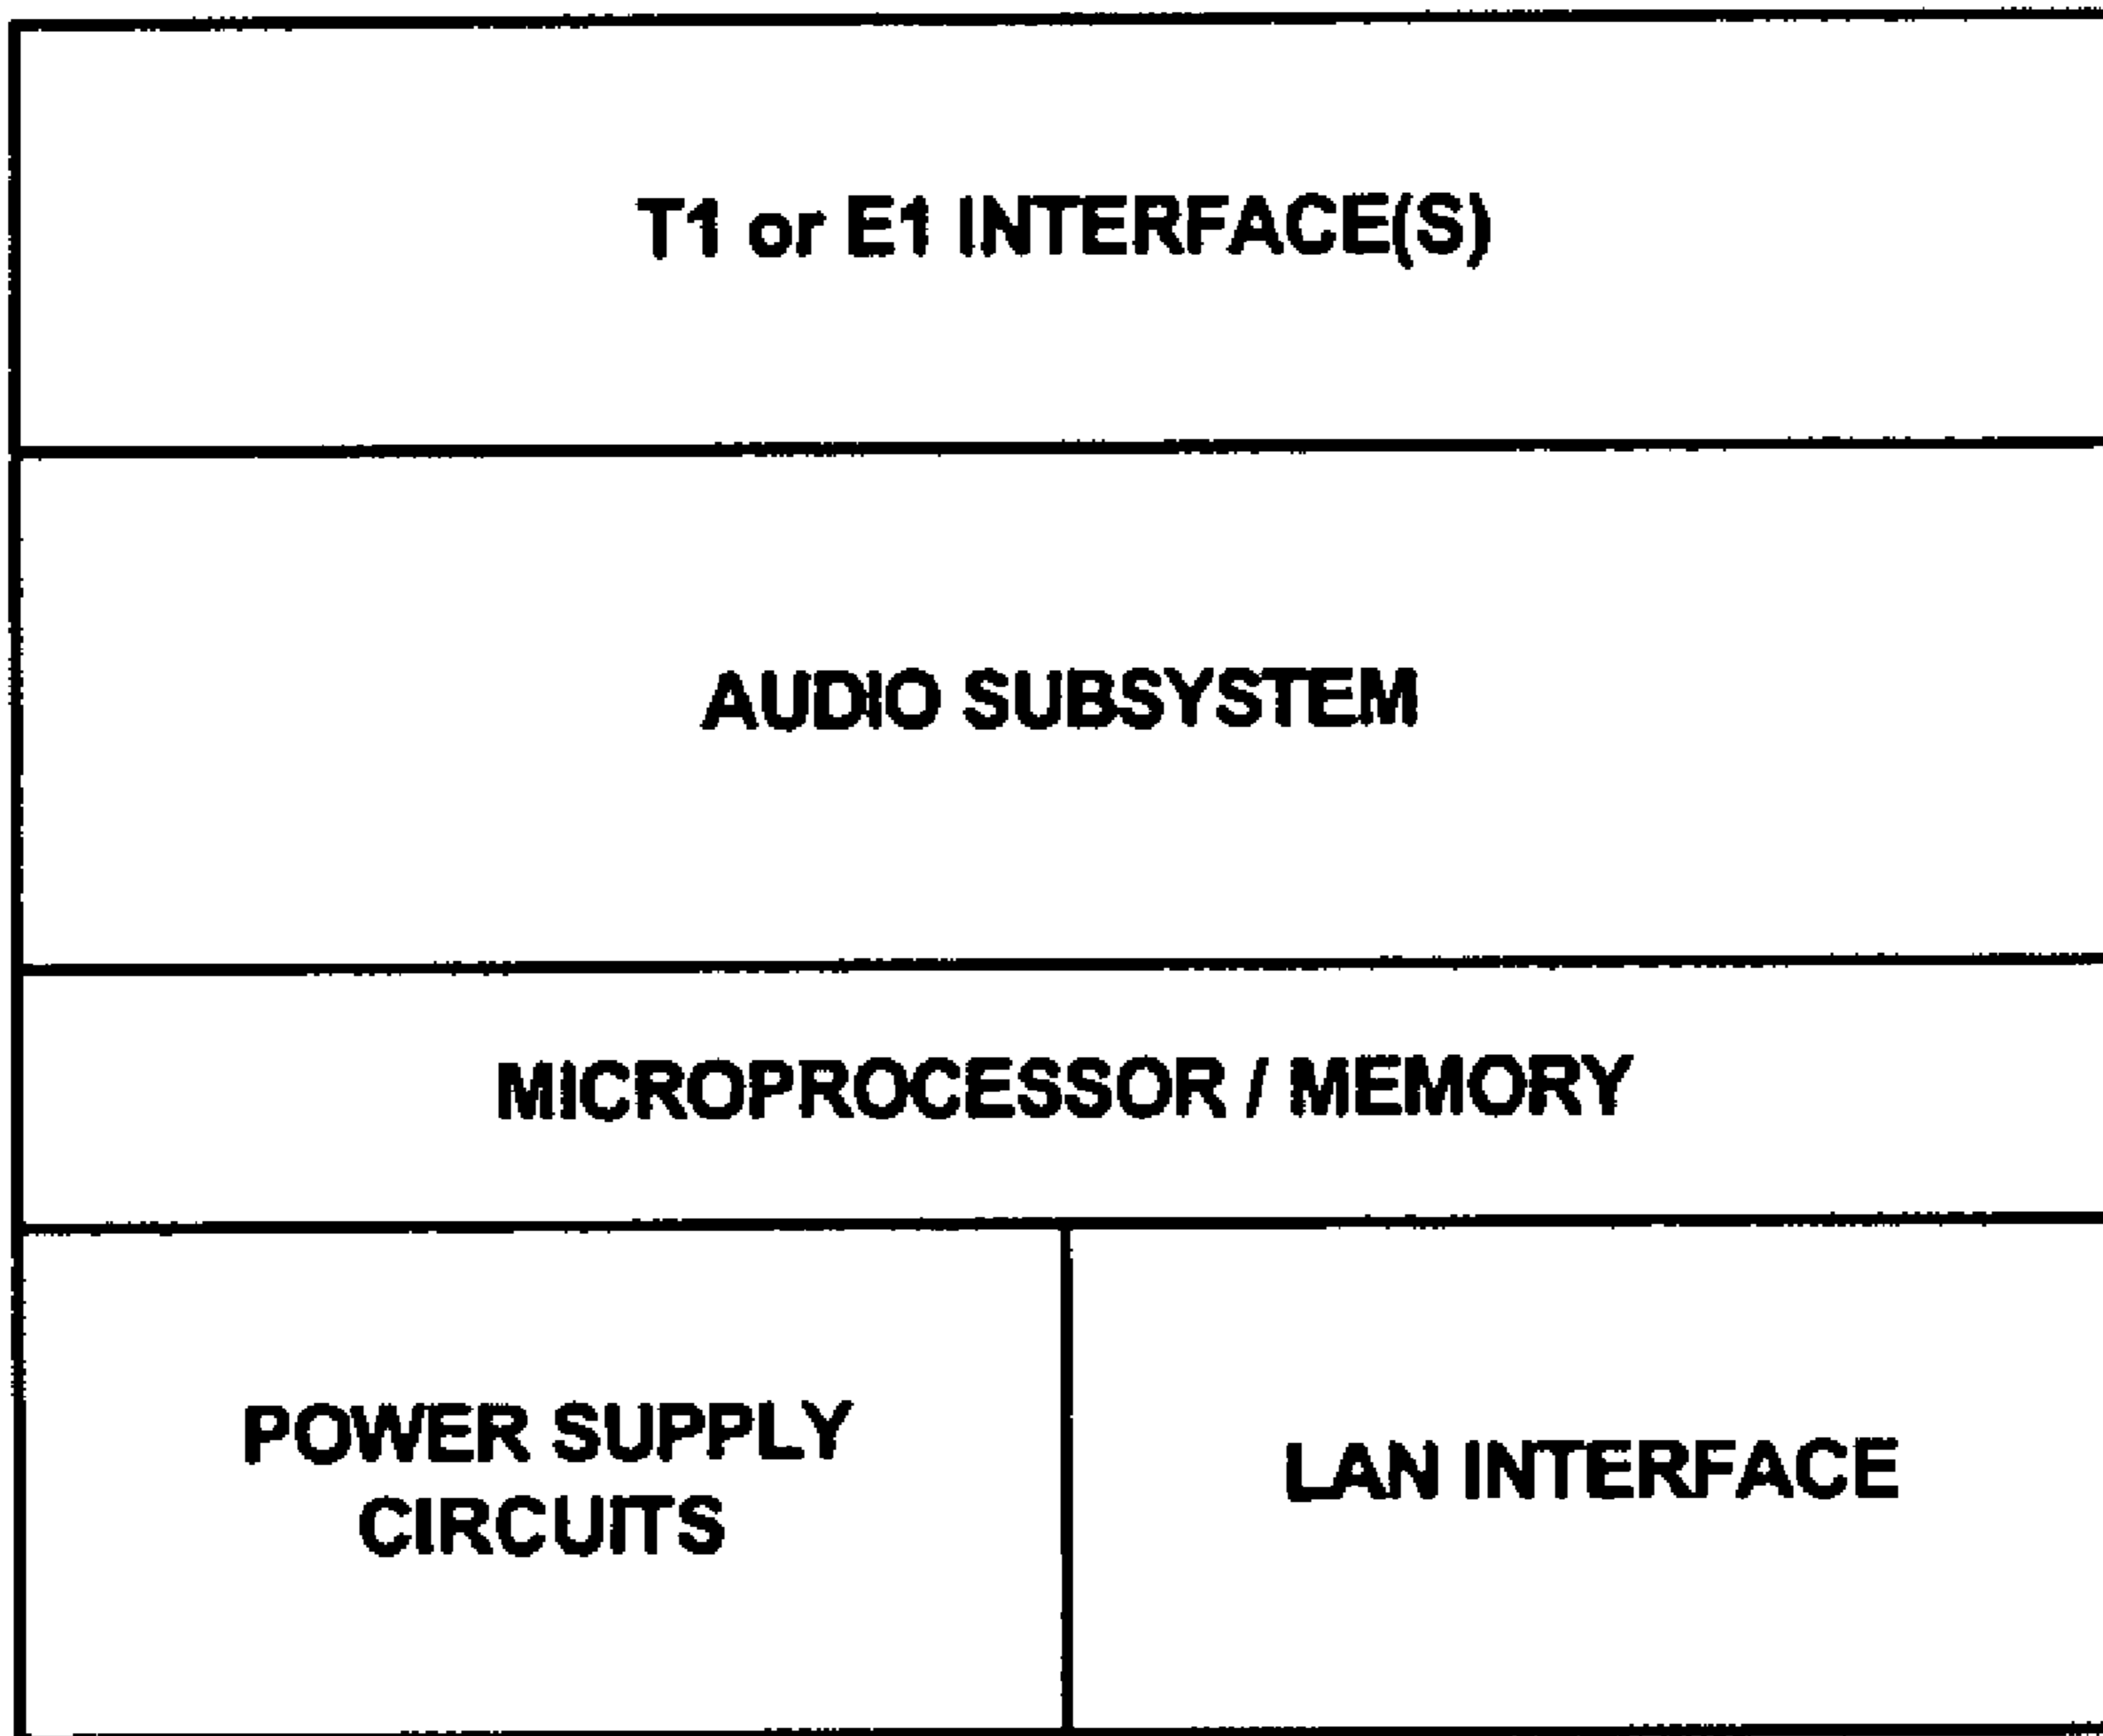 T1 or E1 INTERFACE(S)
AUDIO SUBSYSTEM
MICROPROCESSOR / MEMORY
POWER SUPPLY
CIRCUITS
LAN INTERFACE